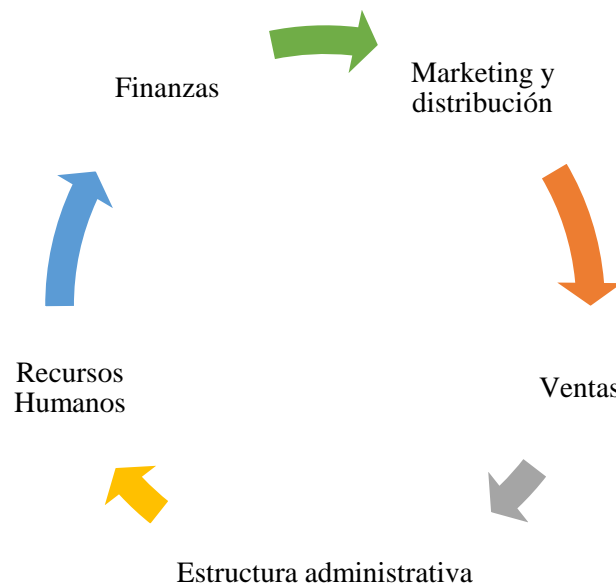 Finanzas
Marketing y
distribución
Ventas
Estructura administrativa
Recursos
Humanos